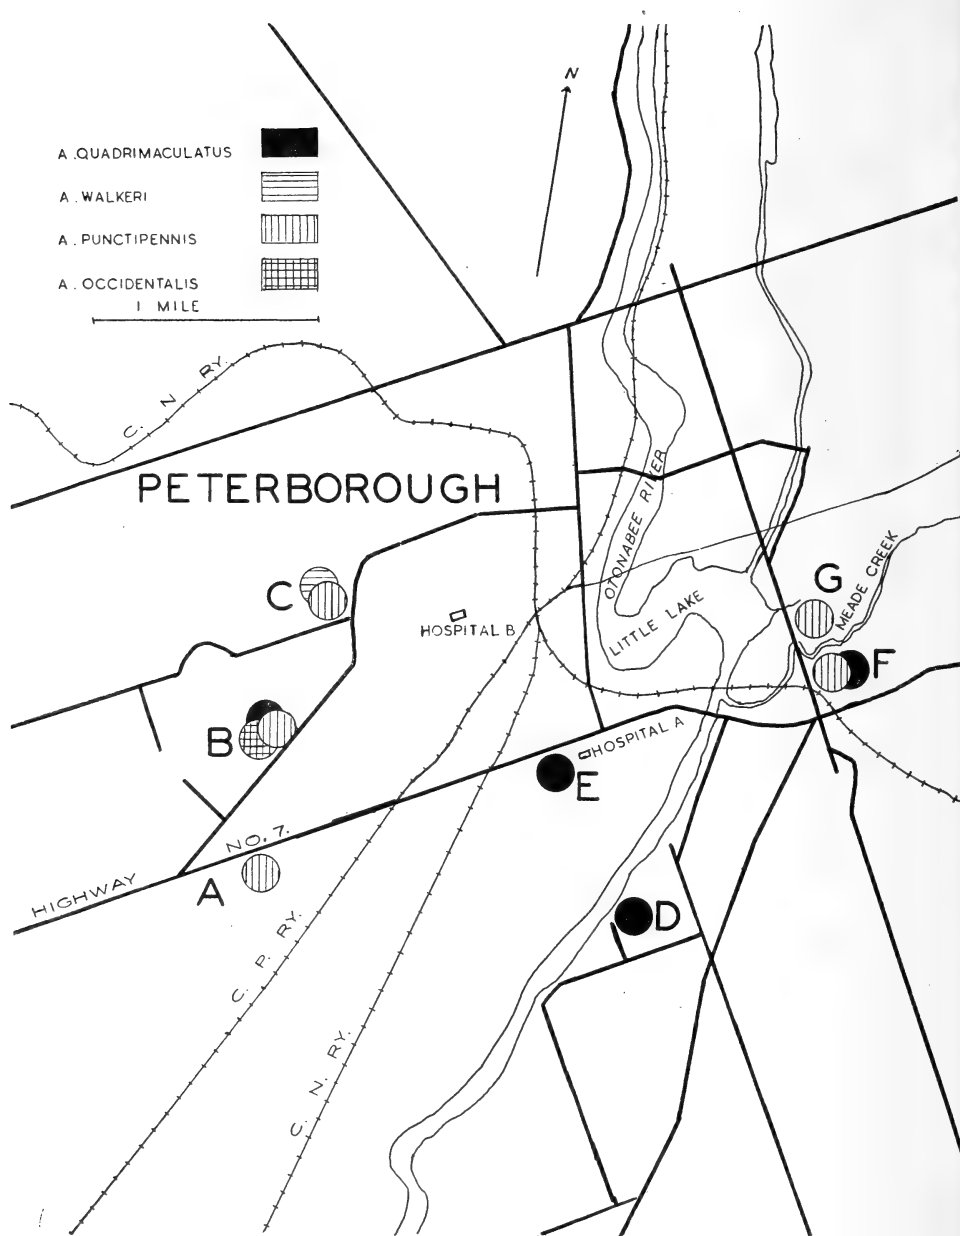 N
A. QUADRIMACULATUS
A. WALKERI
A. PUNCTIPENNIS
A. OCCIDENTALIS
1 MILE
C. N RY.
PETERBOROUGH
OTONABEE RIVER
LITTLE LAKE
MEADE CREEK
G
C
HOSPITAL B
F
B
HOSPITAL A
E
NO. 7.
HIGHWAY
A
D
C. P. RY.
C. N. RY.